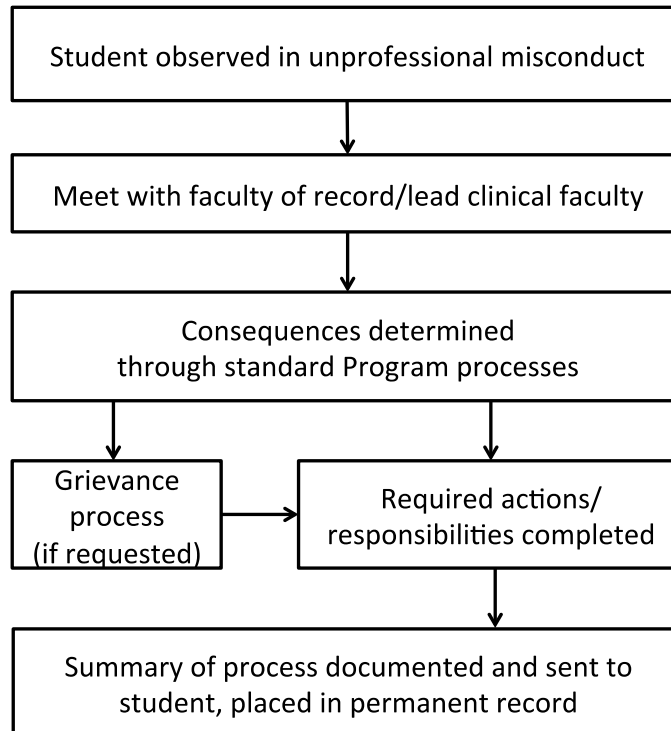 Student observed in unprofessional misconduct
Meet with faculty of record/lead clinical faculty
Consequences determined
through standard Program processes
Grievance
process
(if requested)
Required actions/
responsibilities completed
Summary of process documented and sent to
student, placed in permanent record